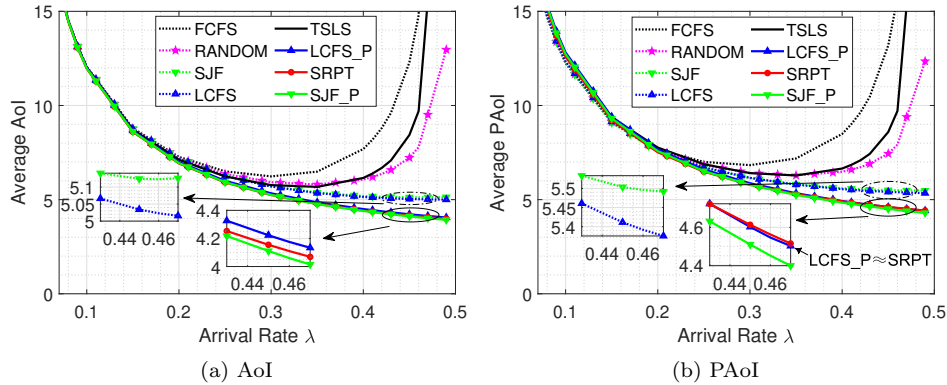 15
10
5
0
Average AoI
0.1 0.2 0.3 0.4 0.5
Arrival Rate λ
FCFS
RANDOM
SJF
LCFS
TSLS
LCFS_P
SRPT
SJF_P
5.1
5.05
5
0.44 0.46
4.4
4.2
4
0.44 0.46
(a) AoI
15
10
5
0
Average PAoI
0.1 0.2 0.3 0.4 0.5
Arrival Rate λ
FCFS
RANDOM
SJF
LCFS
TSLS
LCFS_P
SRPT
SJF_P
5.5
5.45
5.4
0.44 0.46
4.6
4.4
0.44 0.46
LCFS_P≈SRPT
(b) PAoI